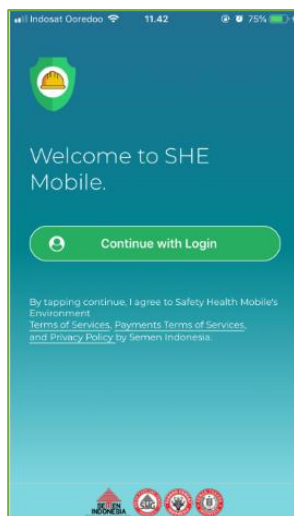 Indosat Ooredoo 11.42 75%
Welcome to SHE
Mobile.
Continue with Login
By tapping continue, I agree to Safety Health Mobile's
Environment
Terms of Services, Payments Terms of Services,
and Privacy Policy by Semen Indonesia.
SEMEN
INDONESIA